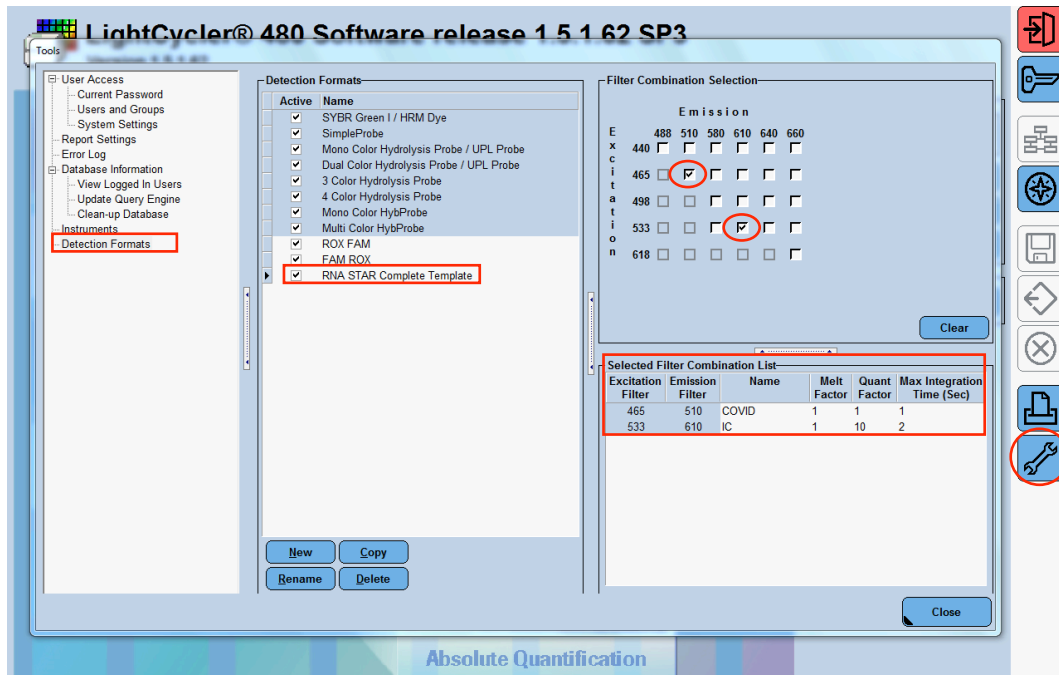 LightCycler® 480 Software release 1.5.1.62 SP3
Tools
User Access
Current Password
Users and Groups
System Settings
Report Settings
Error Log
Database Information
View Logged In Users
Update Query Engine
Clean-up Database
Instruments
Detection Formats
Detection Formats
Active Name
SYBR Green I / HRM Dye
SimpleProbe
Mono Color Hydrolysis Probe / UPL Probe
Dual Color Hydrolysis Probe / UPL Probe
3 Color Hydrolysis Probe
4 Color Hydrolysis Probe
Mono Color HybProbe
Multi Color HybProbe
ROX FAM
FAM ROX
RNA STAR Complete Template
New Copy
Rename Delete
Filter Combination Selection
Emission
Excitation
488 510 580 610 640 660
440
465
498
533
618
Clear
Selected Filter Combination List
Excitation Filter Emission Filter Name Melt Factor Quant Factor Max Integration Time (Sec)
465 510 COVID 1 1 1
533 610 IC 1 10 2
Close
Absolute Quantification